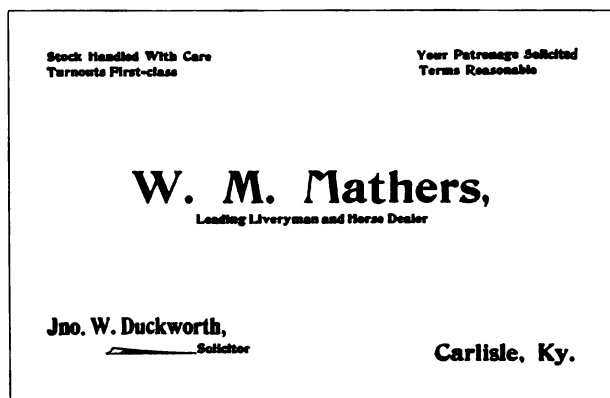 Stock Handled With Care
Turnouts First-class
Your Patronage Solicited
Terms Reasonable
W. M. Mathers,
Leading Liveryman and Horse Dealer
Jno. W. Duckworth,
Solicitor
Carlisle, Ky.